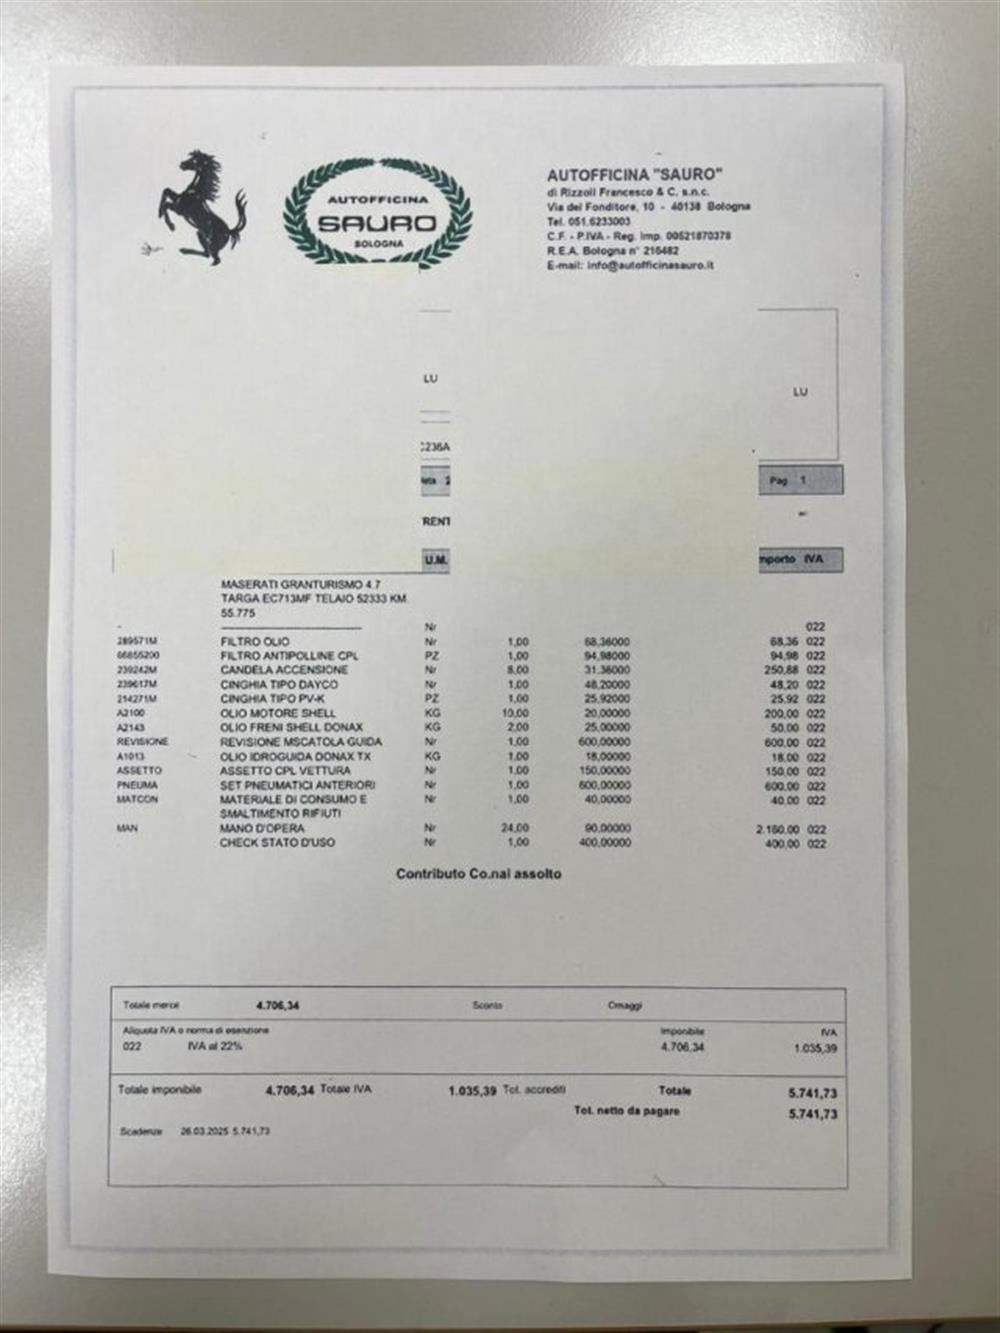 AUTOFFICINA
SAURO
BOLOGNA
AUTOFFICINA "SAURO"
di Rizzoli Francesco & C. s.n.c.
Via del Fonditore, 10 - 40138 Bologna
Tel. 051.6233003
C.F. - P.IVA - Reg. Imp. 00521870378
R.E.A. Bologna n° 216482
E-mail: info@autofficinasauro.it
LU
LU
C236A
Pag 1
RENT
U.M. mporto IVA
MASERATI GRANTURISMO 4.7
TARGA EC713MF TELAIO 52333 KM
55.775
- Nr 022
289571M FILTRO OLIO Nr 1,00 68,36000 68,36 022
66855200 FILTRO ANTIPOLLINE CPL PZ 1,00 94,98000 94,98 022
239242M CANDELA ACCENSIONE Nr 8,00 31,36000 250,88 022
239617M CINGHIA TIPO DAYCO Nr 1,00 48,20000 48,20 022
214271M CINGHIA TIPO PV-K PZ 1,00 25,92000 25,92 022
A2100 OLIO MOTORE SHELL KG 10,00 20,00000 200,00 022
A2143 OLIO FRENI SHELL DONAX KG 2,00 25,00000 50,00 022
REVISIONE REVISIONE MSCATOLA GUIDA Nr 1,00 600,00000 600,00 022
A1013 OLIO IDROGUIDA DONAX TX KG 1,00 18,00000 18,00 022
ASSETTO ASSETTO CPL VETTURA Nr 1,00 150,00000 150,00 022
PNEUMA SET PNEUMATICI ANTERIORI Nr 1,00 600,00000 600,00 022
MATCON MATERIALE DI CONSUMO E Nr 1,00 40,00000 40,00 022
SMALTIMENTO RIFIUTI
MAN MANO D'OPERA Nr 24,00 90,00000 2.160,00 022
CHECK STATO D'USO Nr 1,00 400,00000 400,00 022
Contributo Co.nai assolto
Totale merce 4.706,34 Sconto Omaggi
Aliquota IVA o norma di esenzione Imponibile IVA
022 IVA al 22% 4.706,34 1.035,39
Totale imponibile 4.706,34 Totale IVA 1.035,39 Tot. accrediti Totale 5.741,73
Tot. netto da pagare 5.741,73
Scadenze 26.03.2025 5.741,73